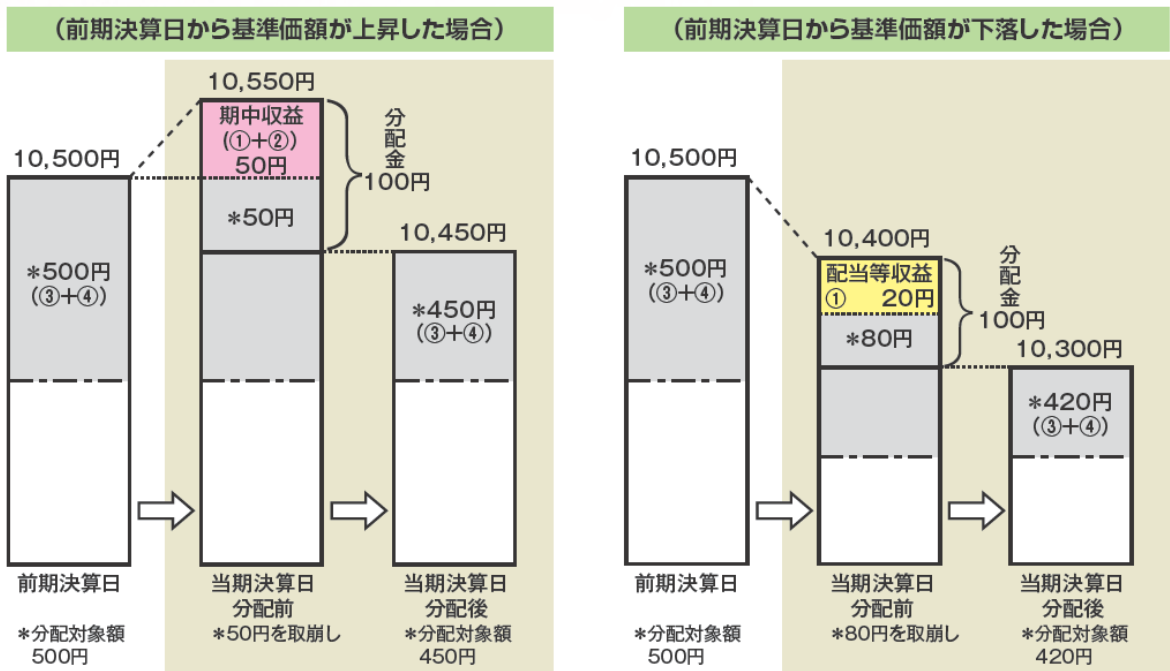 (前期決算日から基準価額が上昇した場合)
10,550円
期中収益
(①+②)
50円
分配金
100円
10,500円
*50円
10,450円
*500円
(③+④)
*450円
(③+④)
前期決算日
当期決算日
分配前
当期決算日
分配後
*分配対象額
500円
*50円を取崩し
*分配対象額
450円
(前期決算日から基準価額が下落した場合)
10,500円
10,400円
配当等収益
① 20円
分配金
100円
*500円
(③+④)
*80円
10,300円
*420円
(③+④)
前期決算日
当期決算日
分配前
当期決算日
分配後
*分配対象額
500円
*80円を取崩し
*分配対象額
420円